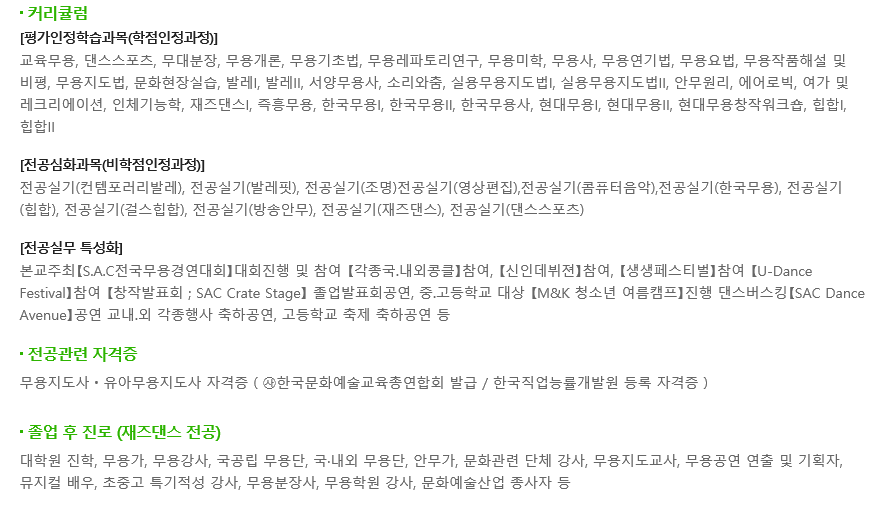 커리큘럼
[평가인정학습과목(학점인정과정)]
교육무용, 댄스스포츠, 무대분장, 무용개론, 무용기초법, 무용레파토리연구, 무용미학, 무용사, 무용연기법, 무용요법, 무용작품해설 및
비평, 무용지도법, 문화현장실습, 발레I, 발레II, 서양무용사, 소리와춤, 실용무용지도법I, 실용무용지도법II, 안무원리, 에어로빅, 여가 및
레크리에이션, 인체기능학, 재즈댄스I, 즉흥무용, 한국무용I, 한국무용II, 한국무용사, 현대무용I, 현대무용II, 현대무용창작워크숍, 힙합I,
힙합II
[전공심화과목(비학점인정과정)]
전공실기(컨템포러리발레), 전공실기(발레핏), 전공실기(조명)전공실기(영상편집),전공실기(콤퓨터음악),전공실기(한국무용), 전공실기
(힙합), 전공실기(걸스힙합), 전공실기(방송안무), 전공실기(재즈댄스), 전공실기(댄스스포츠)
[전공실무 특성화]
본교주최【S.A.C전국무용경연대회】대회진행 및 참여 【각종국.내외콩클】참여, 【신인데뷔젼】참여, 【생생페스티벌】참여 【U-Dance
Festival】참여 【창작발표회 ; SAC Crate Stage】 졸업발표회공연, 중.고등학교 대상 【M&K 청소년 여름캠프】진행 댄스버스킹【SAC Dance
Avenue】공연 교내.외 각종행사 축하공연, 고등학교 축제 축하공연 등
전공관련 자격증
무용지도사 • 유아무용지도사 자격증 ( ㈔한국문화예술교육총연합회 발급 / 한국직업능률개발원 등록 자격증 )
졸업 후 진로 (재즈댄스 전공)
대학원 진학, 무용가, 무용강사, 국공립 무용단, 국·내외 무용단, 안무가, 문화관련 단체 강사, 무용지도교사, 무용공연 연출 및 기획자,
뮤지컬 배우, 초중고 특기적성 강사, 무용분장사, 무용학원 강사, 문화예술산업 종사자 등